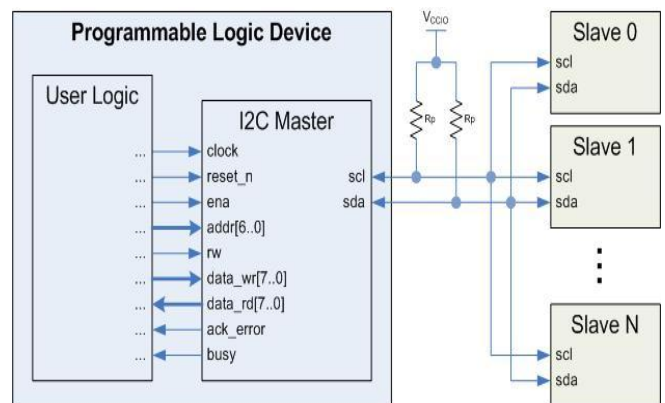 Programmable Logic Device
User Logic
...
...
...
...
...
...
...
...
...
I2C Master
clock
reset_n
ena
addr[6..0]
rw
data_wr[7..0]
data_rd[7..0]
ack_error
busy
scl
sda
VCCIO
Rp
Rp
Slave 0
scl
sda
Slave 1
scl
sda
Slave N
scl
sda